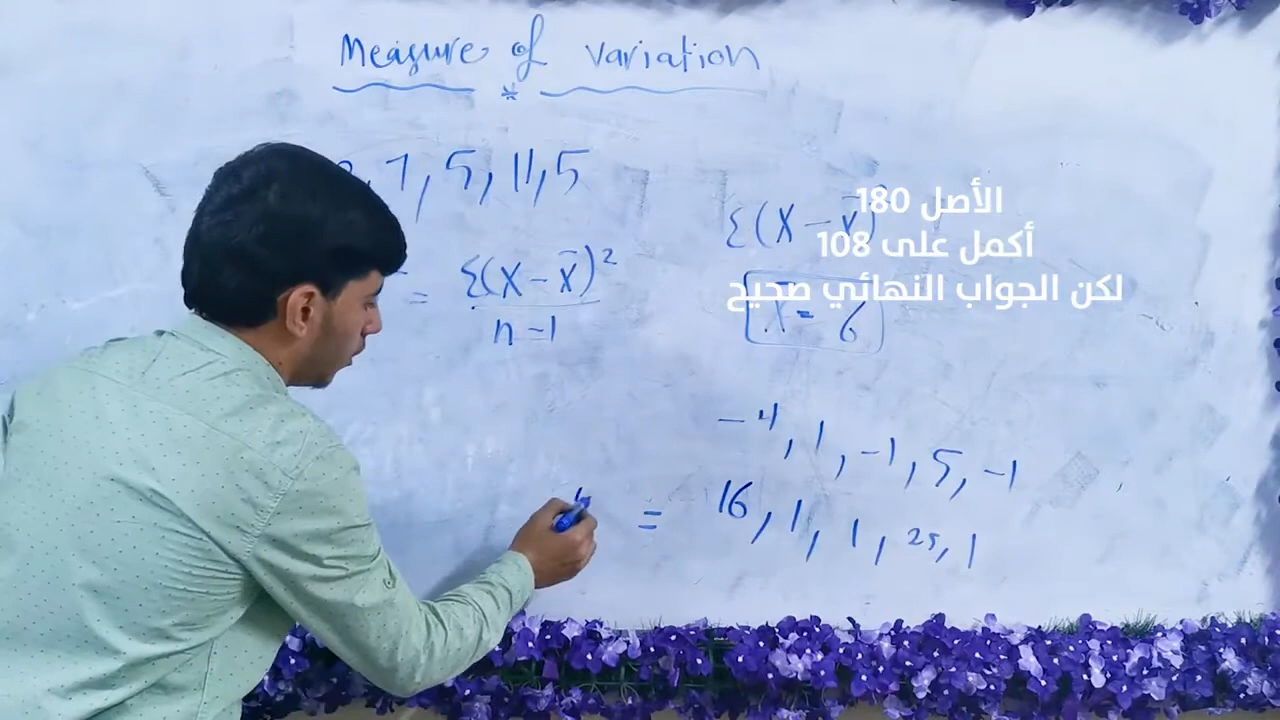 Measure of variation
*
, 7, 5, 11, 5
= Σ(X - x̄)²
n-1
Σ(X - x̄)
الأصل 180
أكمل على 108
لكن الجواب النهائي صحيح
x̄ = 6
-4, 1, -1, 5, -1
= 16, 1, 1, 25, 1